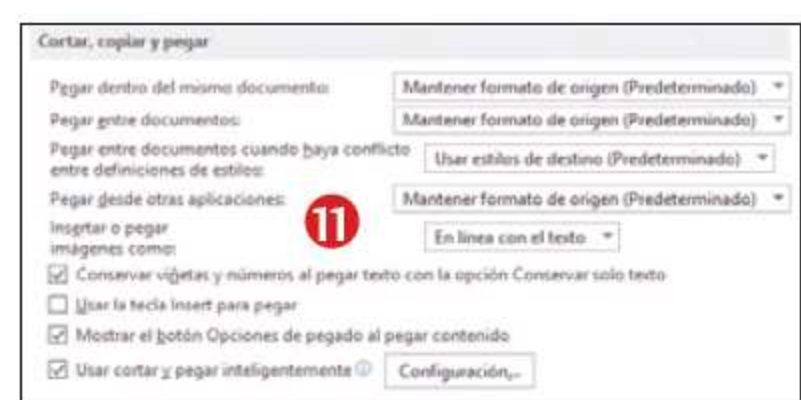 Cortar, copiar y pegar
Pegar dentro del mismo documento: Mantener formato de origen (Predeterminado)
Pegar entre documentos: Mantener formato de origen (Predeterminado)
Pegar entre documentos cuando haya conflicto
entre definiciones de estilos: Usar estilos de destino (Predeterminado)
Pegar desde otras aplicaciones: Mantener formato de origen (Predeterminado)
11
Insertar o pegar
imágenes como: En línea con el texto
Conservar viñetas y números al pegar texto con la opción Conservar solo texto
Usar la tecla Insert para pegar
Mostrar el botón Opciones de pegado al pegar contenido
Usar cortar y pegar inteligentemente Configuración...